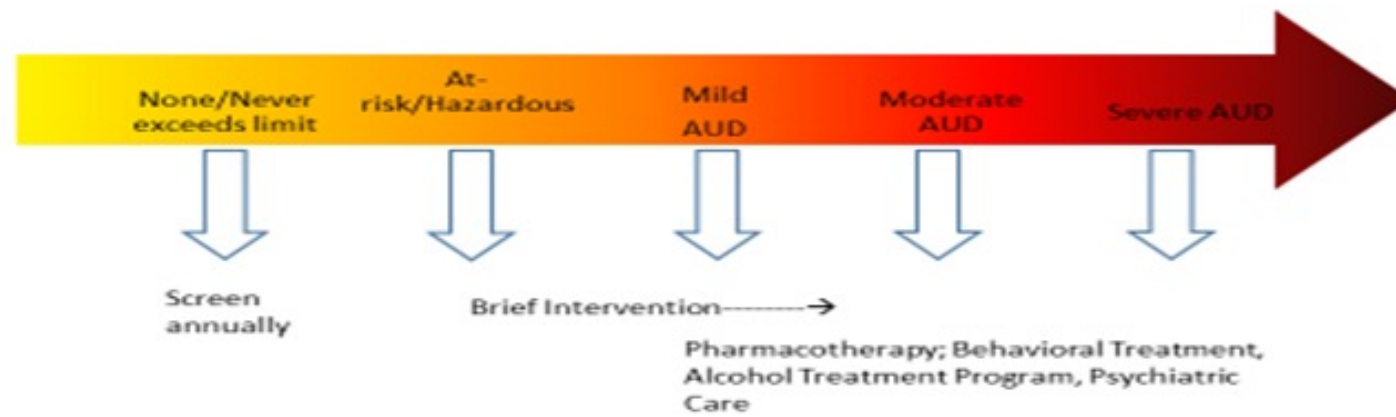 None/Never
exceeds limit
At-
risk/Hazardous
Mild
AUD
Moderate
AUD
Severe AUD
Screen
annually
Brief Intervention--------→
Pharmacotherapy; Behavioral Treatment,
Alcohol Treatment Program, Psychiatric
Care